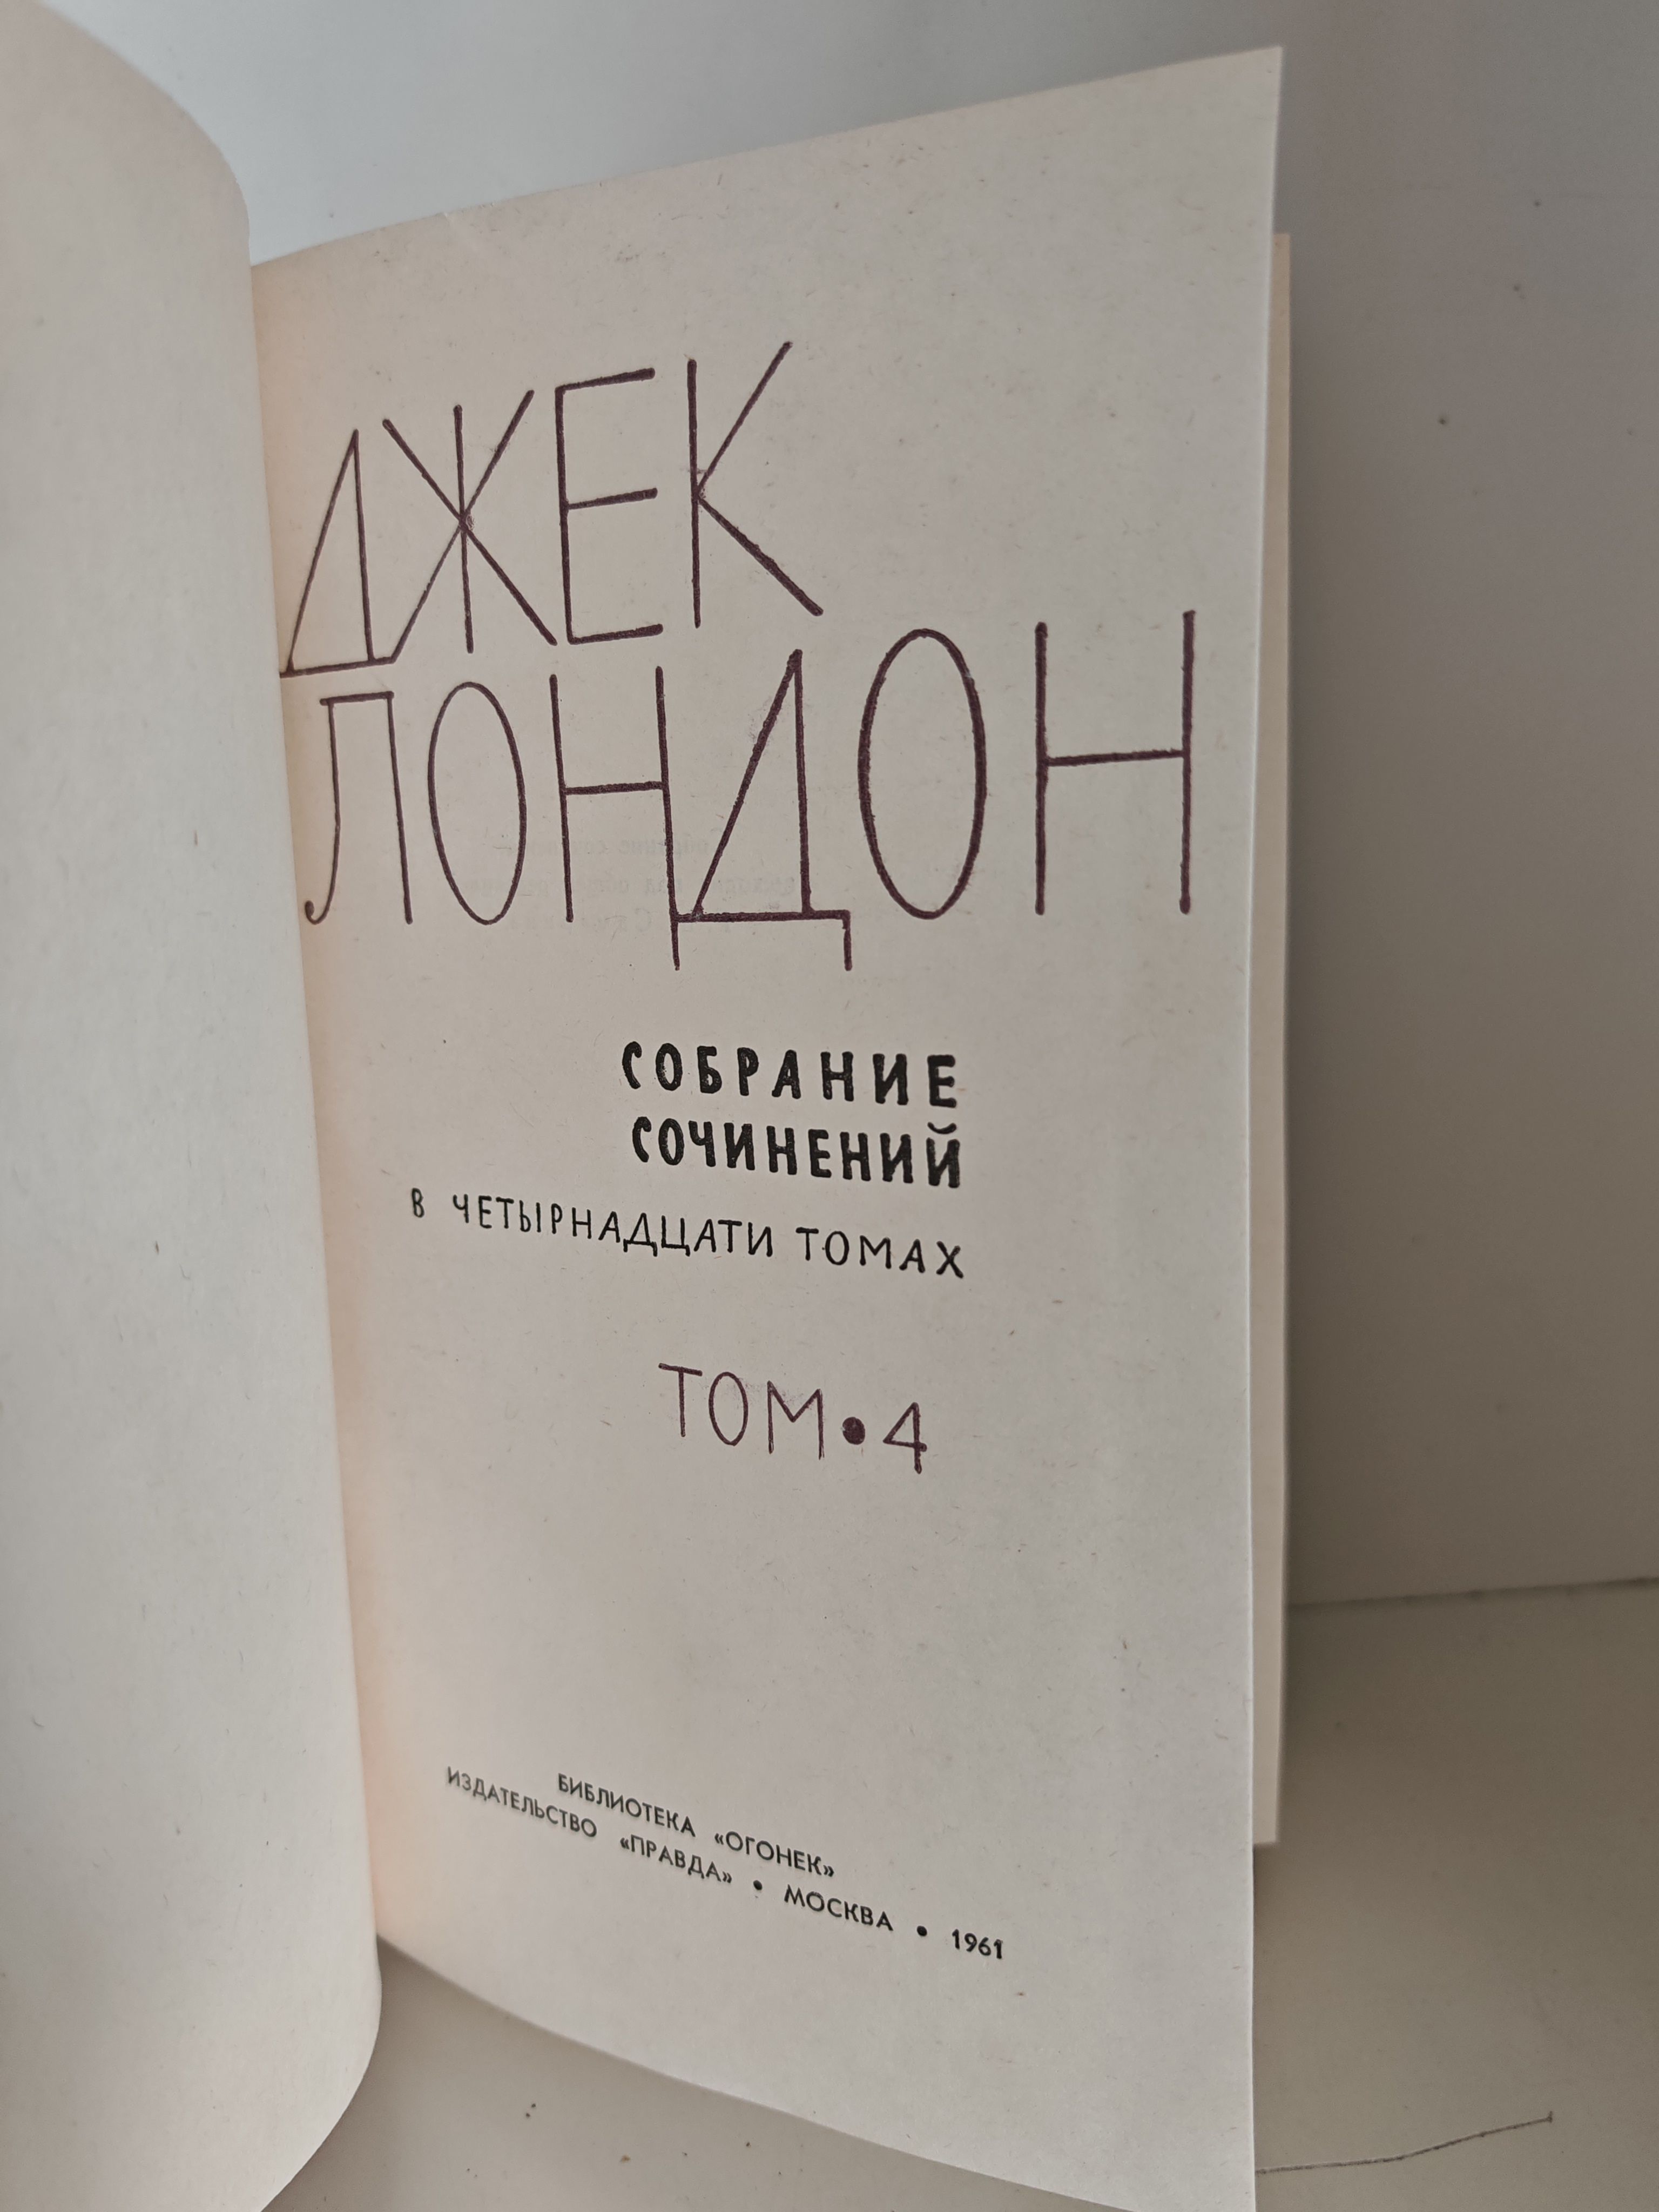 ДЖЕК
ЛОНДОН
СОБРАНИЕ
СОЧИНЕНИЙ
В ЧЕТЫРНАДЦАТИ ТОМАХ
ТОМ•4
БИБЛИОТЕКА «ОГОНЕК»
ИЗДАТЕЛЬСТВО «ПРАВДА» • МОСКВА • 1961